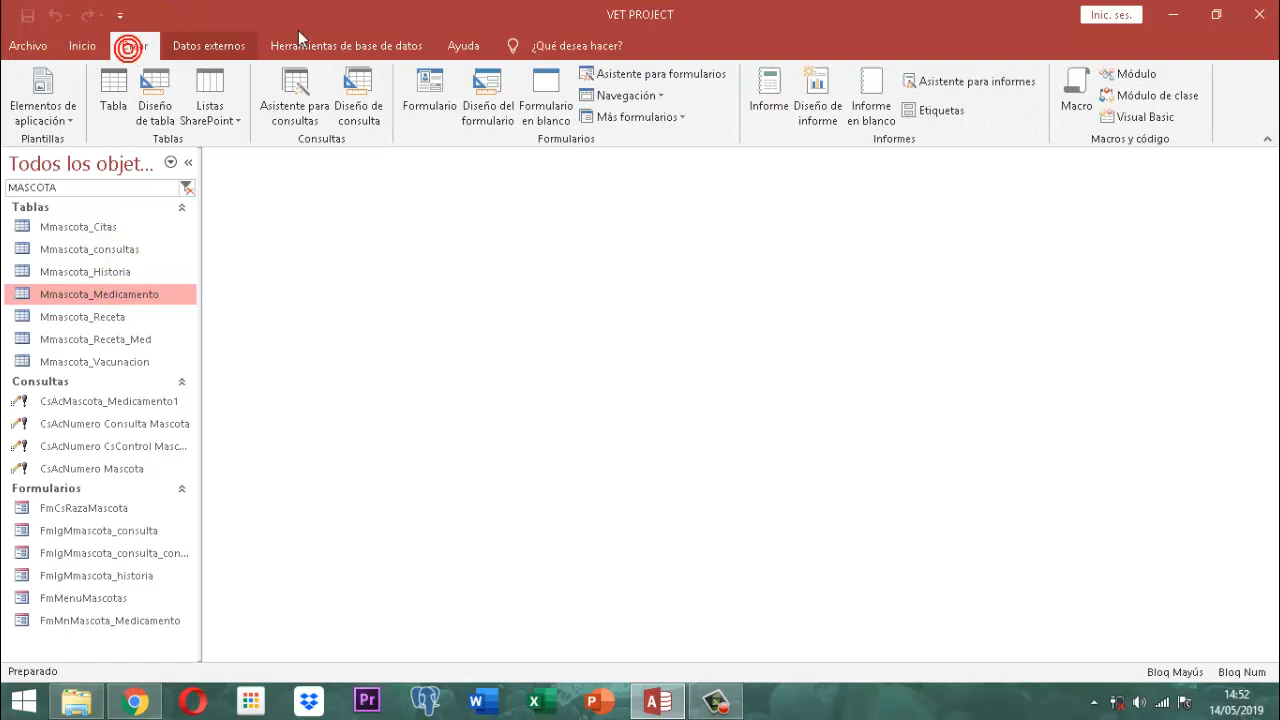 VET PROJECT
Inic. ses.
Archivo Inicio Datos externos Herramientas de base de datos Ayuda ¿Qué desea hacer?
Elementos de aplicación
Tabla
Diseño de tabla
Listas SharePoint
Asistente para consultas
Diseño de consulta
Formulario
Diseño del formulario
Formulario en blanco
Asistente para formularios
Navegación
Más formularios
Informe
Diseño de informe
Informe en blanco
Asistente para informes
Etiquetas
Macro
Módulo
Módulo de clase
Visual Basic
Plantillas Tablas Consultas Formularios Informes Macros y código
Todos los objet...
MASCOTA
Tablas
Mmascota_Citas
Mmascota_consultas
Mmascota_Historia
Mmascota_Medicamento
Mmascota_Receta
Mmascota_Receta_Med
Mmascota_Vacunacion
Consultas
CsAcMascota_Medicamento1
CsAcNumero Consulta Mascota
CsAcNumero CsControl Masc...
CsAcNumero Mascota
Formularios
FmCsRazaMascota
FmIgMmascota_consulta
FmIgMmascota_consulta_con...
FmIgMmascota_historia
FmMenuMascotas
FmMnMascota_Medicamento
Preparado
Bloq Mayús Bloq Num
Pr W X P A
14:52
14/05/2019